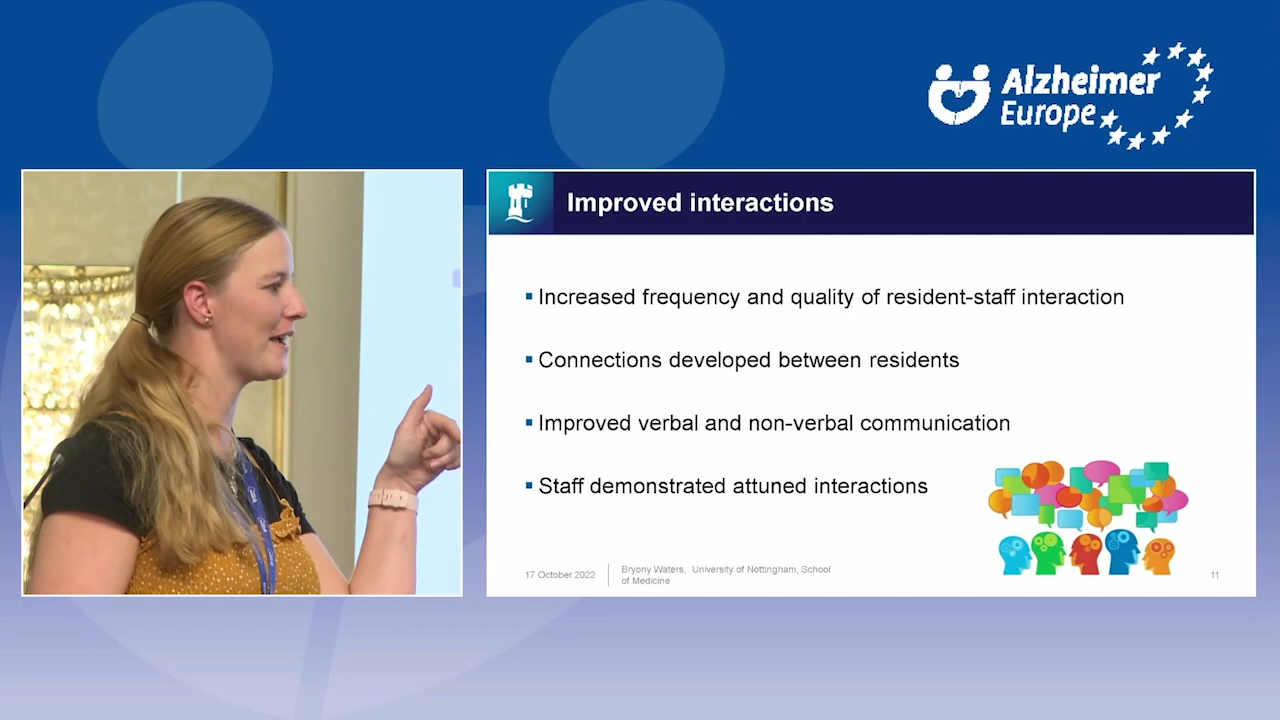 Alzheimer
Europe
Improved interactions
Increased frequency and quality of resident-staff interaction
Connections developed between residents
Improved verbal and non-verbal communication
Staff demonstrated attuned interactions
17 October 2022
Bryony Waters, University of Nottingham, School
of Medicine
11